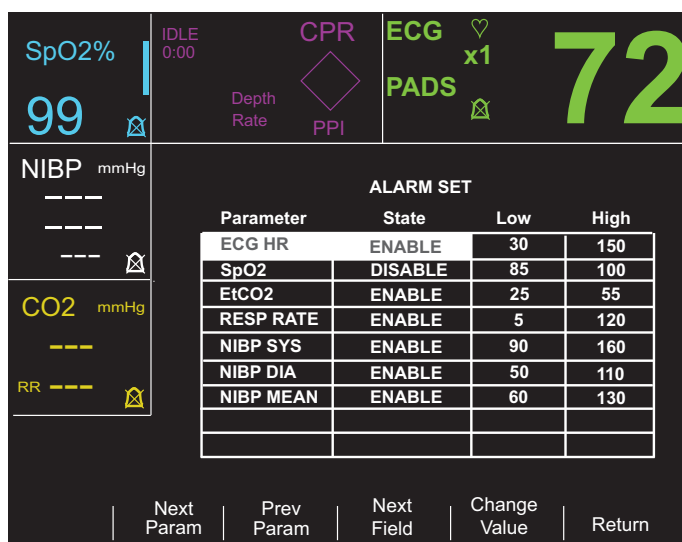 SpO2%
99
IDLE
0:00
CPR
Depth
Rate
PPI
ECG
x1
PADS
72
NIBP mmHg
---
---
---
CO2 mmHg
---
RR ---
ALARM SET
Parameter State Low High
ECG HR ENABLE 30 150
SpO2 DISABLE 85 100
EtCO2 ENABLE 25 55
RESP RATE ENABLE 5 120
NIBP SYS ENABLE 90 160
NIBP DIA ENABLE 50 110
NIBP MEAN ENABLE 60 130
Next Param
Prev Param
Next Field
Change Value
Return